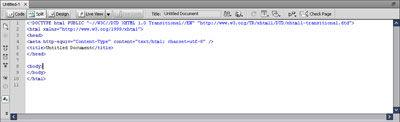 Untitled-1
Code Split Design Live View Title: Untitled Document Check Page
1 <!DOCTYPE html PUBLIC "-//W3C//DTD XHTML 1.0 Transitional//EN" "http://www.w3.org/TR/xhtml1/DTD/xhtml1-transitional.dtd">
2 <html xmlns="http://www.w3.org/1999/xhtml">
3 <head>
4 <meta http-equiv="Content-Type" content="text/html; charset=utf-8" />
5 <title>Untitled Document</title>
6 </head>
7
8 <body>
9 </body>
10 </html>
11